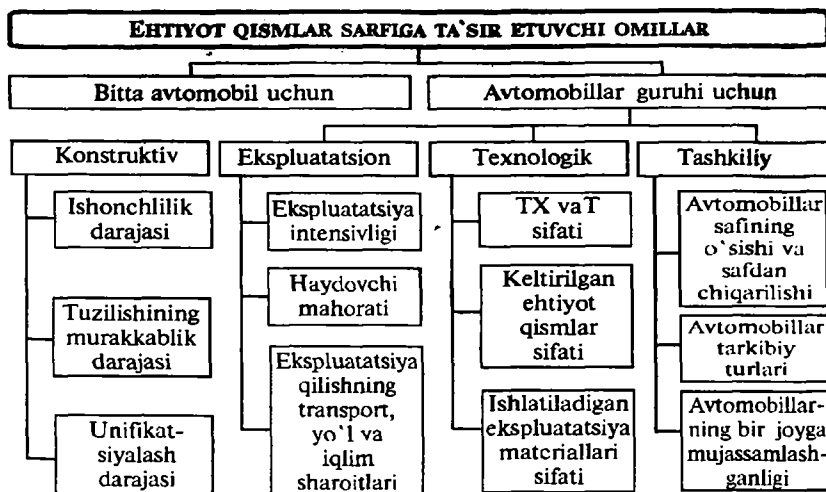 EHTIYOT QISMLAR SARFIGA TA`SIR ETUVCHI OMILLAR
Bitta avtomobil uchun
Avtomobillar guruhi uchun
Konstruktiv
Ishonchlilik
darajasi
Tuzilishining
murakkablik
darajasi
Unifikat-
siyalash
darajasi
Ekspluatatsion
Ekspluatatsiya
intensivligi
Haydovchi
mahorati
Ekspluatatsiya
qilishning
transport,
yo`l va
iqlim
sharoitlari
Texnologik
TX vaT
sifati
Keltirilgan
ehtiyot
qismlar
sifati
Ishlatiladigan
ekspluatatsiya
materiallari
sifati
Tashkiliy
Avtomobillar
safining
o`sishi va
safdan
chiqarilishi
Avtomobillar
tarkibiy
turlari
Avtomobillar-
ning bir joyga
mujassamlash-
ganligi